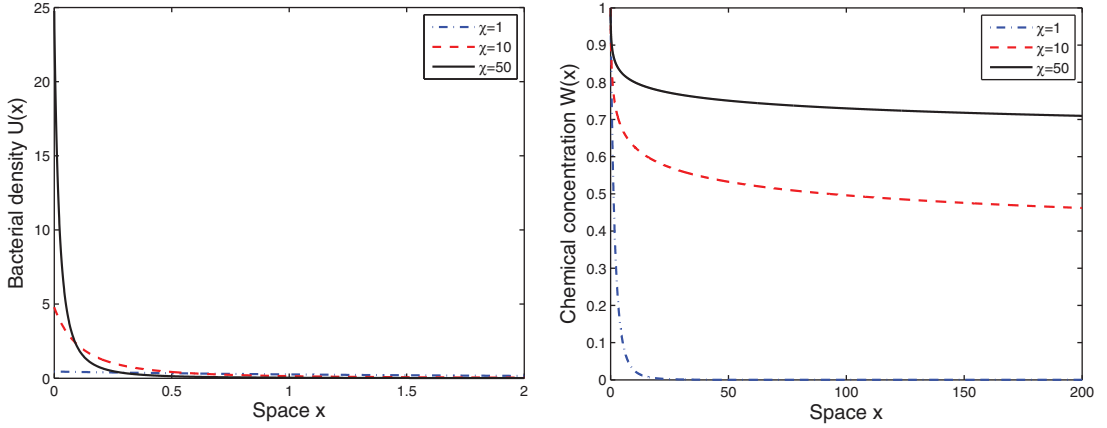 Bacterial density U(x)
25
20
15
10
5
0
0 0.5 1 1.5 2
Space x
χ=1
χ=10
χ=50
Chemical concentration W(x)
1
0.9
0.8
0.7
0.6
0.5
0.4
0.3
0.2
0.1
0
0 50 100 150 200
Space x
χ=1
χ=10
χ=50